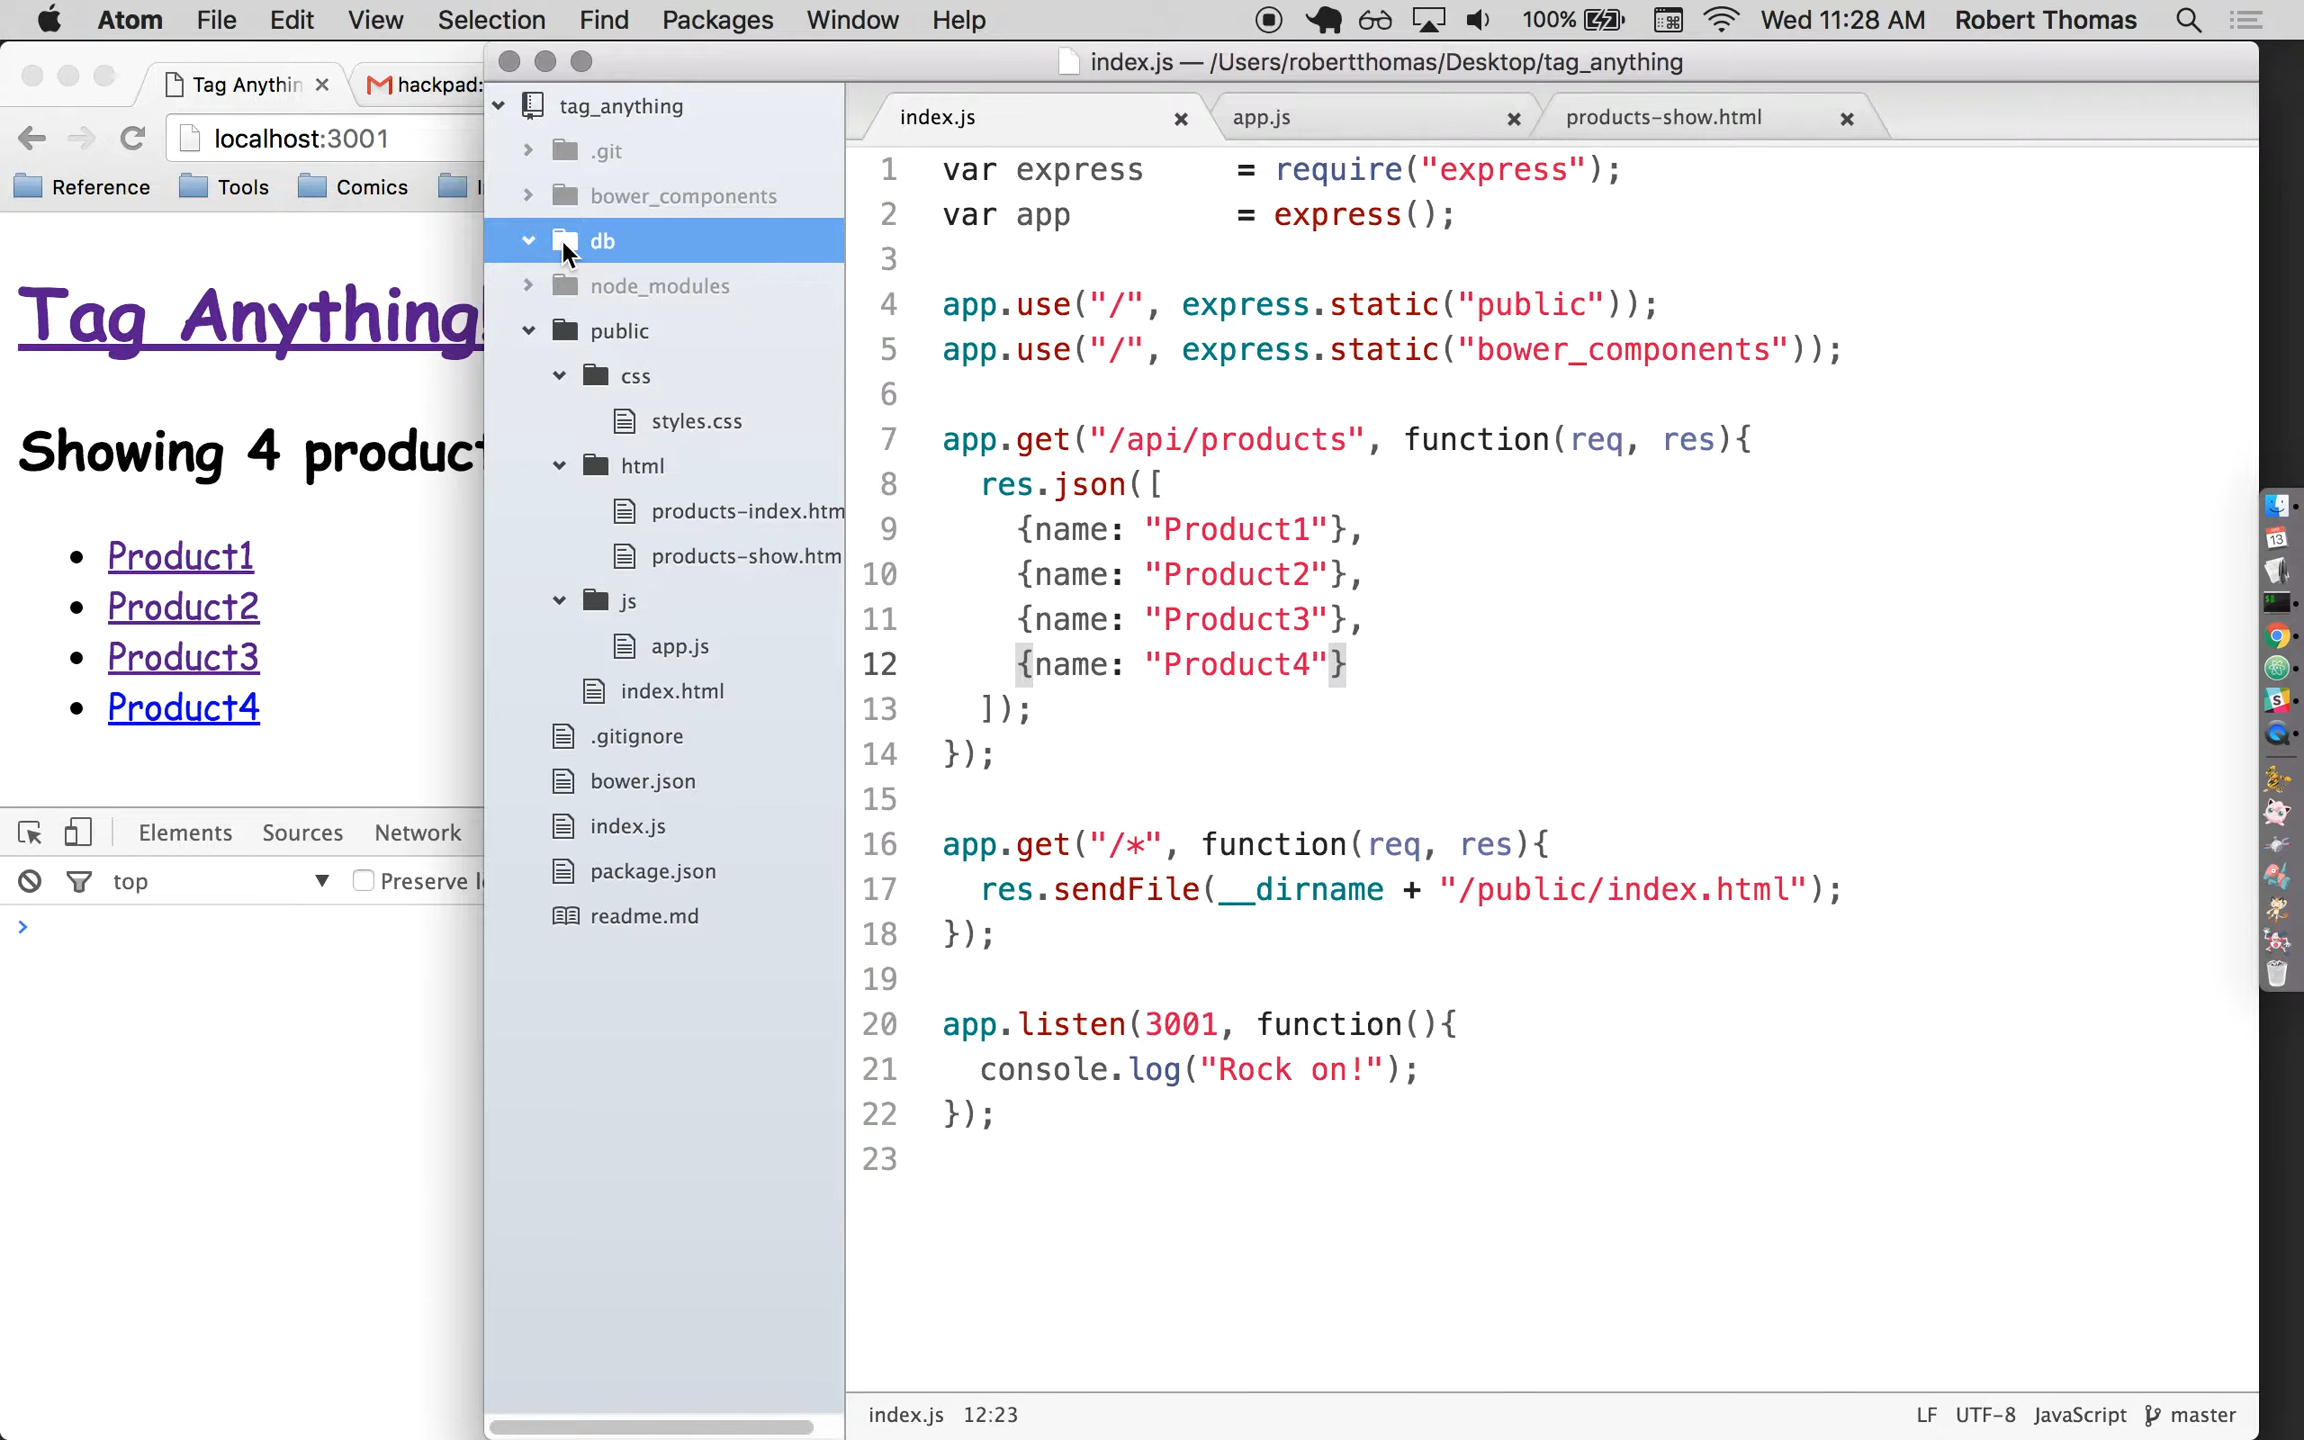 Atom File Edit View Selection Find Packages Window Help 100% Wed 11:28 AM Robert Thomas
Tag Anythin
hackpad:
localhost:3001
Reference Tools Comics
Tag Anything
Showing 4 product
Product1
Product2
Product3
Product4
Elements Sources Network
top Preserve
>
index.js — /Users/robertthomas/Desktop/tag_anything
tag_anything
.git
bower_components
db
node_modules
public
css
styles.css
html
products-index.htm
products-show.htm
js
app.js
index.html
.gitignore
bower.json
index.js
package.json
readme.md
index.js app.js products-show.html
1 var express = require("express");
2 var app = express();
3
4 app.use("/", express.static("public"));
5 app.use("/", express.static("bower_components"));
6
7 app.get("/api/products", function(req, res){
8 res.json([
9 {name: "Product1"},
10 {name: "Product2"},
11 {name: "Product3"},
12 {name: "Product4"}
13 ]);
14 });
15
16 app.get("/*", function(req, res){
17 res.sendFile(__dirname + "/public/index.html");
18 });
19
20 app.listen(3001, function(){
21 console.log("Rock on!");
22 });
23
index.js 12:23 LF UTF-8 JavaScript master
13